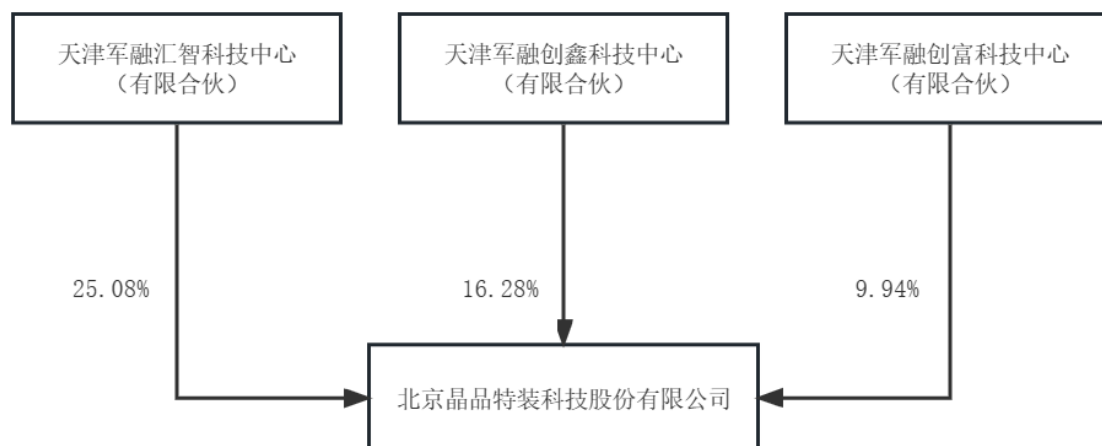 天津军融汇智科技中心
（有限合伙）
天津军融创鑫科技中心
（有限合伙）
天津军融创富科技中心
（有限合伙）
25.08%
16.28%
9.94%
北京晶品特装科技股份有限公司